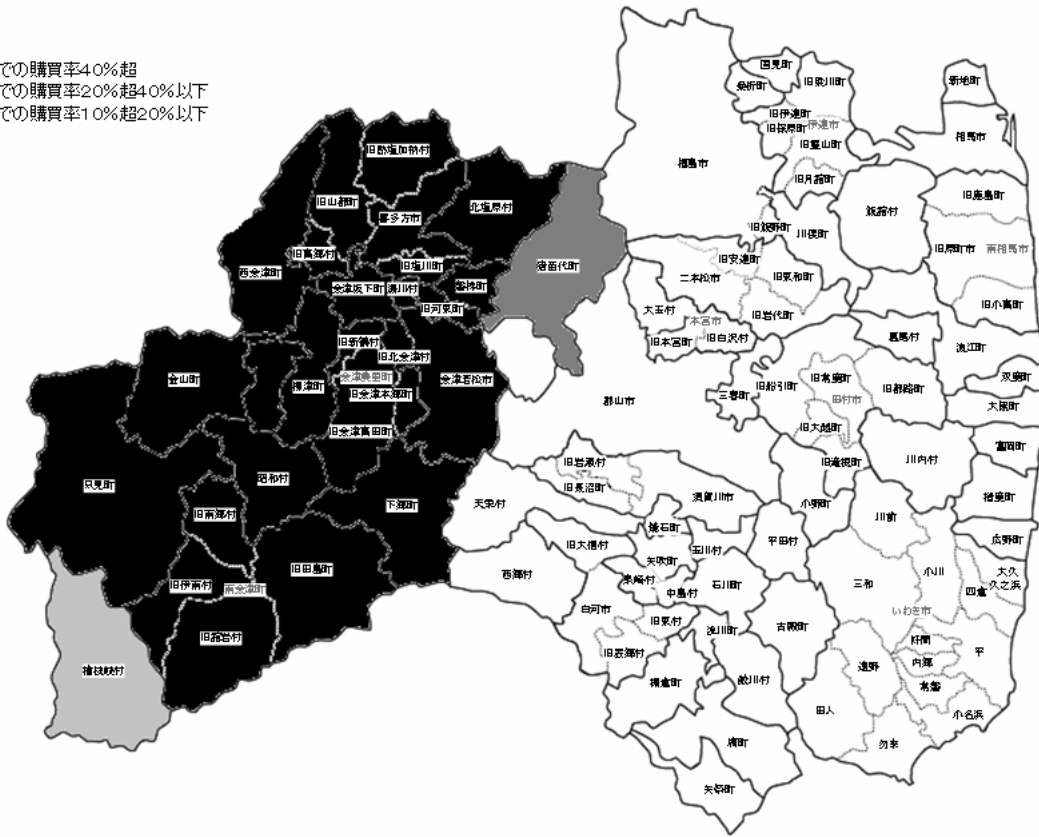 での購買率40%超
での購買率20%超40%以下
での購買率10%超20%以下
国見町
桑折町
旧梁川町
新地町
旧伊達町
伊達市
旧保原町
旧霊山町
相馬市
旧熱塩加納村
福島市
旧月舘町
旧鹿島町
旧山都町
北塩原村
喜多方市
飯舘村
旧飯野町
川俣町
旧高郷村
旧原町市
南相馬市
西会津町
旧塩川町
猪苗代町
旧安達町
二本松市
旧東和町
会津坂下町
湯川村
磐梯町
旧小高町
旧河東町
大玉村
旧岩代町
本宮市
旧本宮町
旧白沢村
葛尾村
浪江町
旧新鶴村
旧北会津村
金山町
柳津町
会津美里町
会津若松市
旧会津本郷町
旧船引町
旧常葉町
旧都路町
双葉町
三春町
田村市
郡山市
大熊町
旧会津高田町
旧大越町
富岡町
旧岩瀬村
旧滝根町
川内村
只見町
昭和村
旧長沼町
須賀川市
楢葉町
天栄村
下郷町
小野町
旧南郷村
川前
鏡石町
平田村
広野町
旧大信村
玉川村
矢吹町
旧田島町
西郷村
泉崎村
中島村
石川町
三和
小川
大久
久之浜
四倉
旧伊南村
南会津町
白河市
旧東村
いわき市
浅川町
古殿町
旧舘岩村
好間
旧表郷村
内郷
平
遠野
檜枝岐村
棚倉町
鮫川村
常磐
田人
小名浜
塙町
勿来
矢祭町